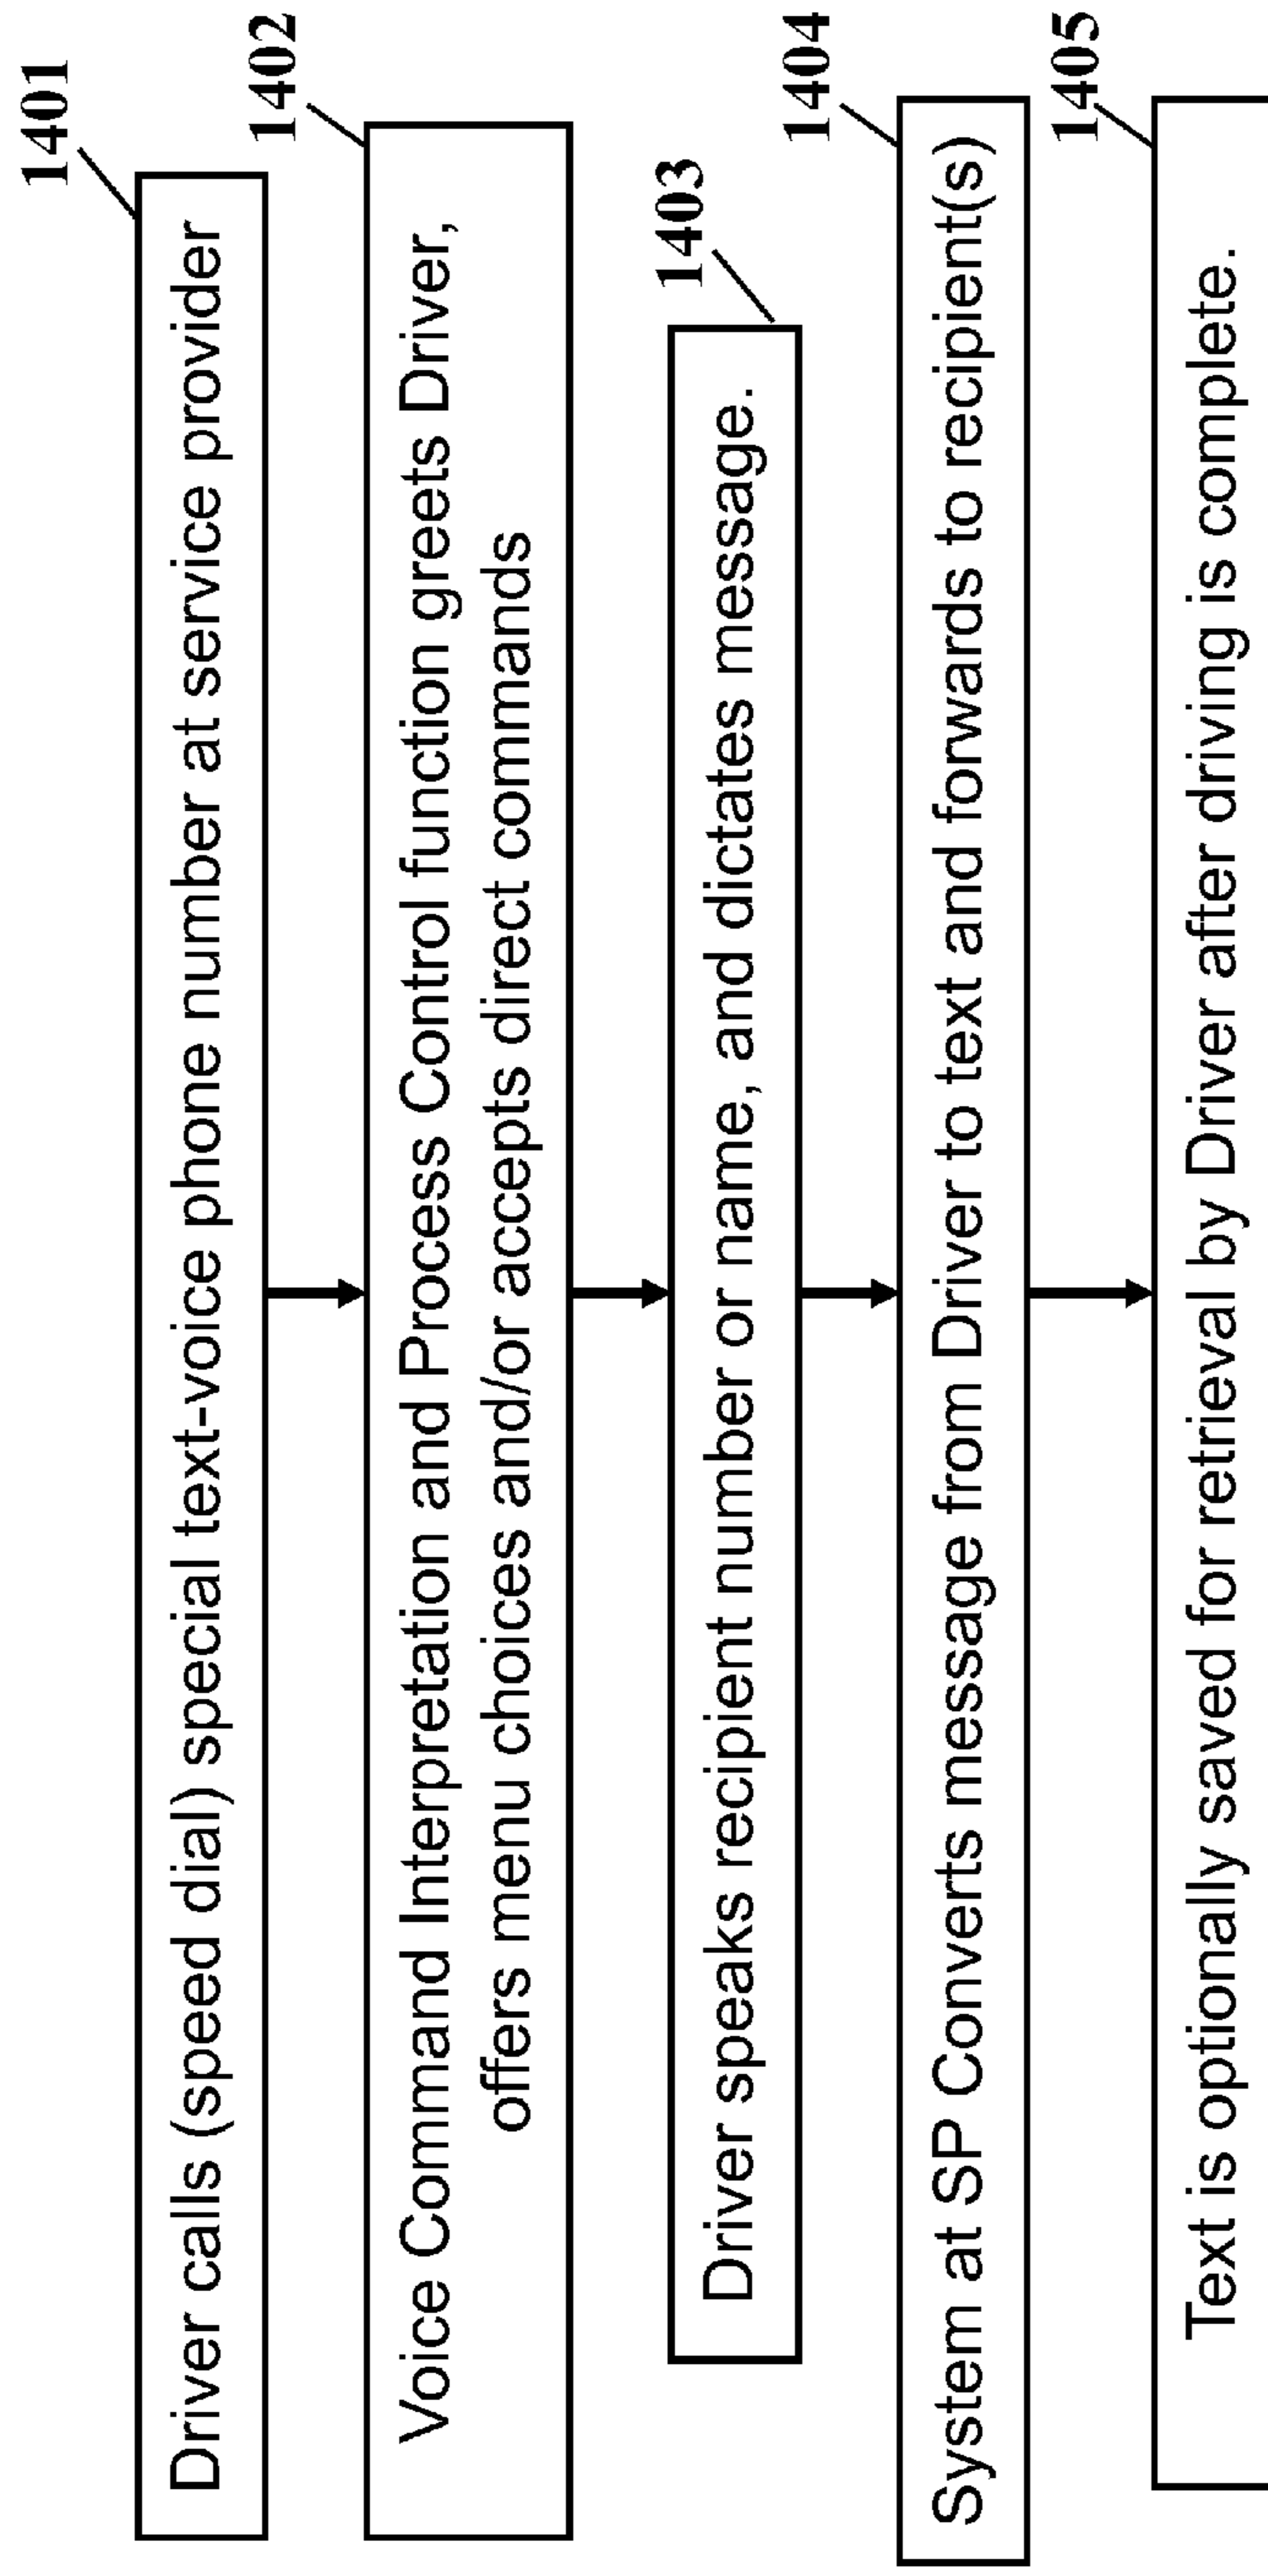 1401
Driver calls (speed dial) special text-voice phone number at service provider
1402
Voice Command Interpretation and Process Control function greets Driver,
offers menu choices and/or accepts direct commands
1403
Driver speaks recipient number or name, and dictates message.
1404
System at SP Converts message from Driver to text and forwards to recipient(s)
1405
Text is optionally saved for retrieval by Driver after driving is complete.